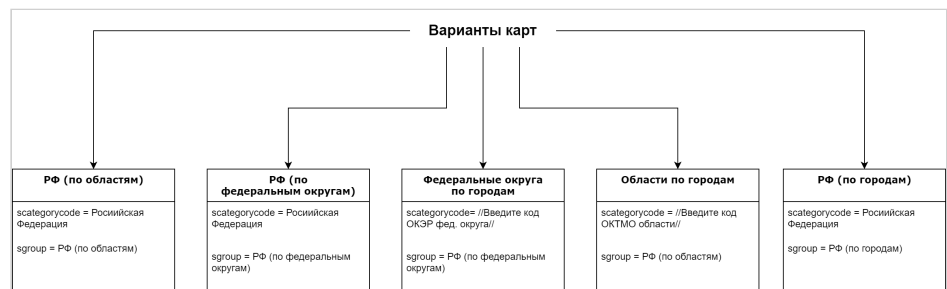 Варианты карт
РФ (по областям)
scategorycode = Росиийская
Федерация
sgroup = РФ (по областям)
РФ (по
федеральным округам)
scategorycode = Росиийская
Федерация
sgroup = РФ (по федеральным
округам)
Федеральные округа
по городам
scategorycode= //Введите код
ОКЭР фед. округа//
sgroup = РФ (по федеральным
округам)
Области по городам
scategorycode = //Введите код
ОКТМО области//
sgroup = РФ (по областям)
РФ (по городам)
scategorycode = Росиийская
Федерация
sgroup = РФ (по городам)